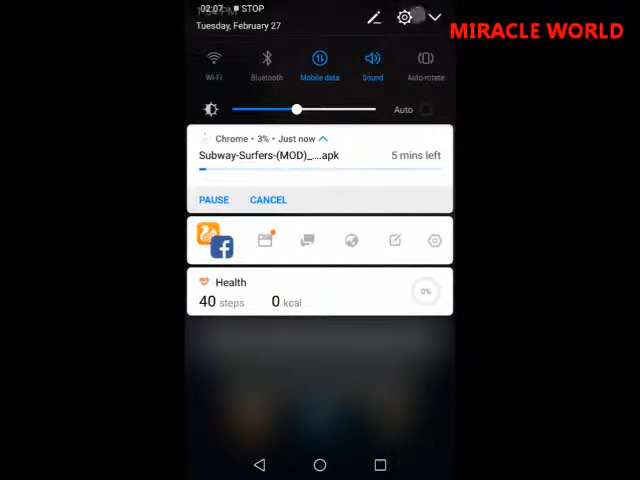 02:07 ■ STOP
Tuesday, February 27
MIRACLE WORLD
Wi-Fi
Bluetooth
Mobile data
Sound
Auto-rotate
Auto
Chrome • 3% • Just now
Subway-Surfers-(MOD)_....apk
5 mins left
PAUSE
CANCEL
Health
40 steps
0 kcal
0%